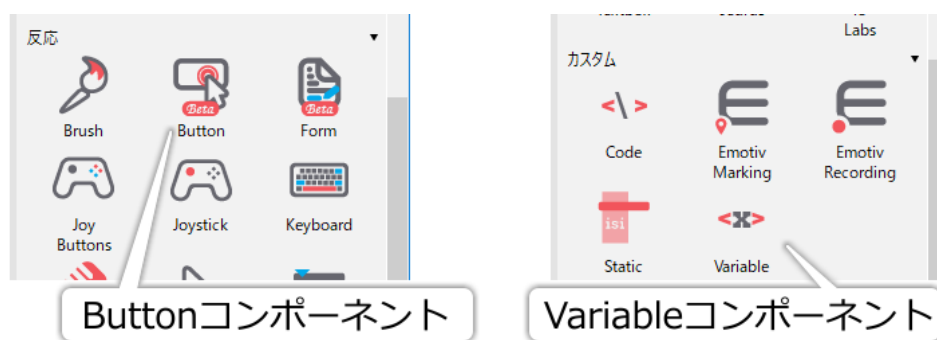 反応
Beta
Beta
Brush
Button
Form
Joy
Buttons
Joystick
Keyboard
Buttonコンポーネント
Labs
カスタム
<\>
Code
Emotiv
Marking
Emotiv
Recording
isi
<x>
Static
Variable
Variableコンポーネント